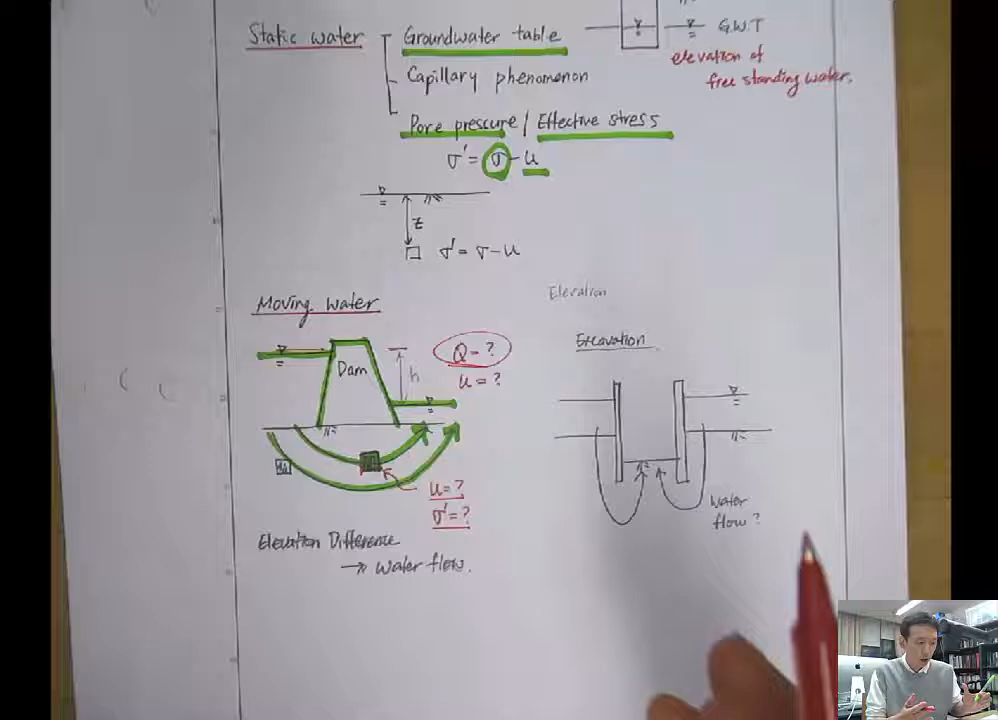 Static water
Groundwater table
G.W.T
elevation of
free standing water.
Capillary phenomenon
Pore pressure / Effective stress
σ' = σ - u
z
σ' = σ - u
Moving water
Elevation
Excavation
Dam
h
Q = ?
u = ?
u = ?
σ' = ?
Water
flow ?
Elevation Difference
→ Water flow.